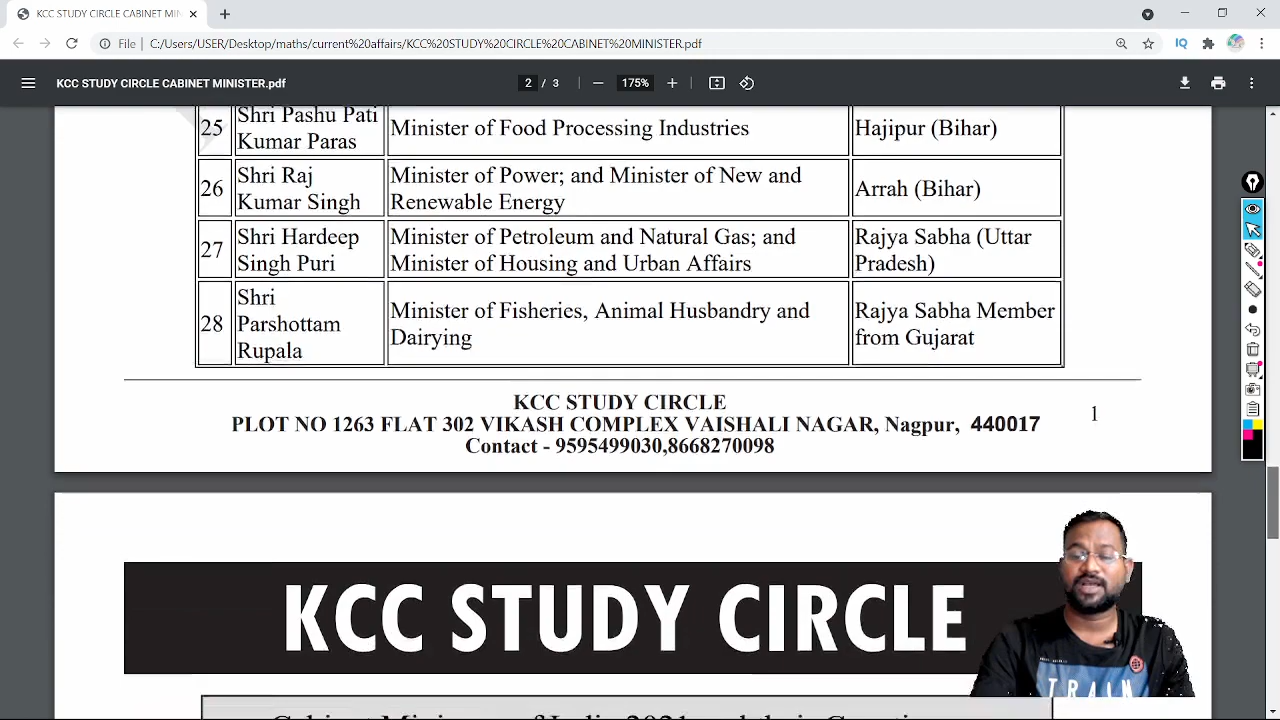 KCC STUDY CIRCLE CABINET MIN
File
C:/Users/USER/Desktop/maths/current%20affairs/KCC%20STUDY%20CIRCLE%20CABINET%20MINISTER.pdf
IQ
KCC STUDY CIRCLE CABINET MINISTER.pdf
2 / 3
175%
25
Shri Pashu Pati
Kumar Paras
Minister of Food Processing Industries
Hajipur (Bihar)
26
Shri Raj
Kumar Singh
Minister of Power; and Minister of New and
Renewable Energy
Arrah (Bihar)
27
Shri Hardeep
Singh Puri
Minister of Petroleum and Natural Gas; and
Minister of Housing and Urban Affairs
Rajya Sabha (Uttar
Pradesh)
28
Shri
Parshottam
Rupala
Minister of Fisheries, Animal Husbandry and
Dairying
Rajya Sabha Member
from Gujarat
KCC STUDY CIRCLE
PLOT NO 1263 FLAT 302 VIKASH COMPLEX VAISHALI NAGAR, Nagpur, 440017
Contact - 9595499030,8668270098
1
KCC STUDY CIRCLE
TRAIN